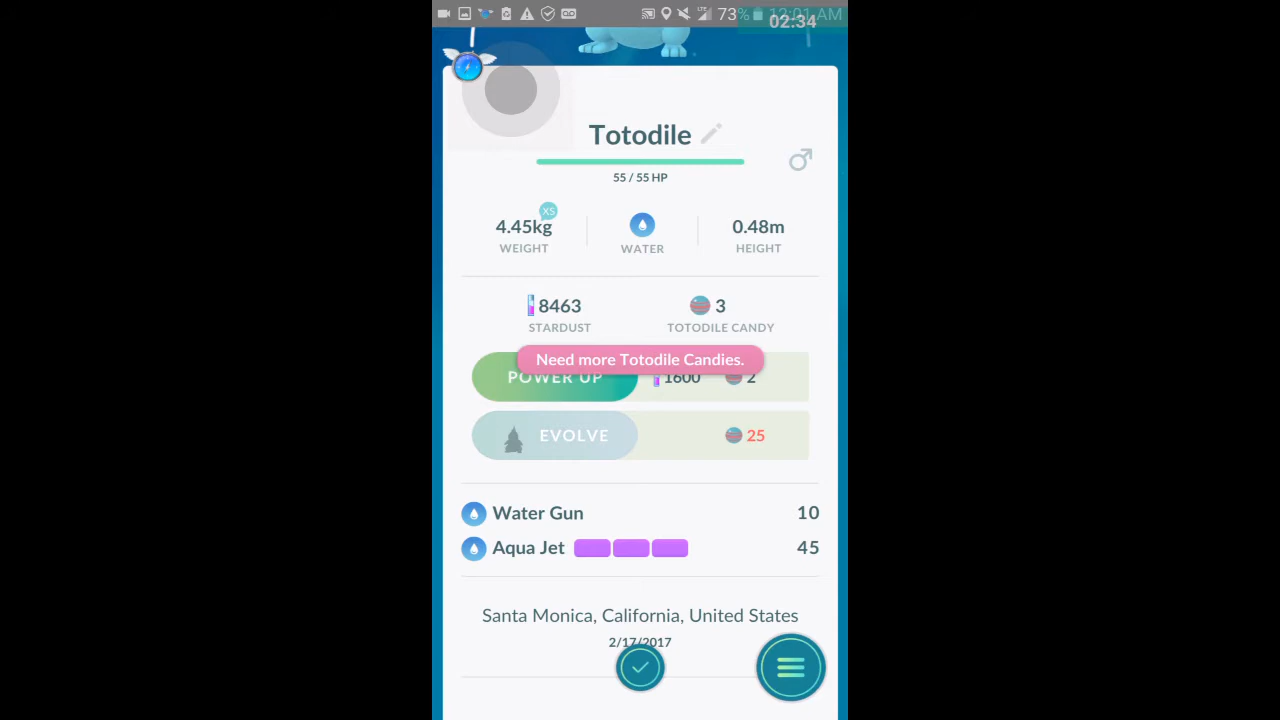 LTE 73% 12:01 AM
02:34
Totodile
55 / 55 HP
XS
4.45kg 0.48m
WEIGHT WATER HEIGHT
8463 3
STARDUST TOTODILE CANDY
Need more Totodile Candies.
POWER UP 1600 2
EVOLVE 25
Water Gun 10
Aqua Jet 45
Santa Monica, California, United States
2/17/2017